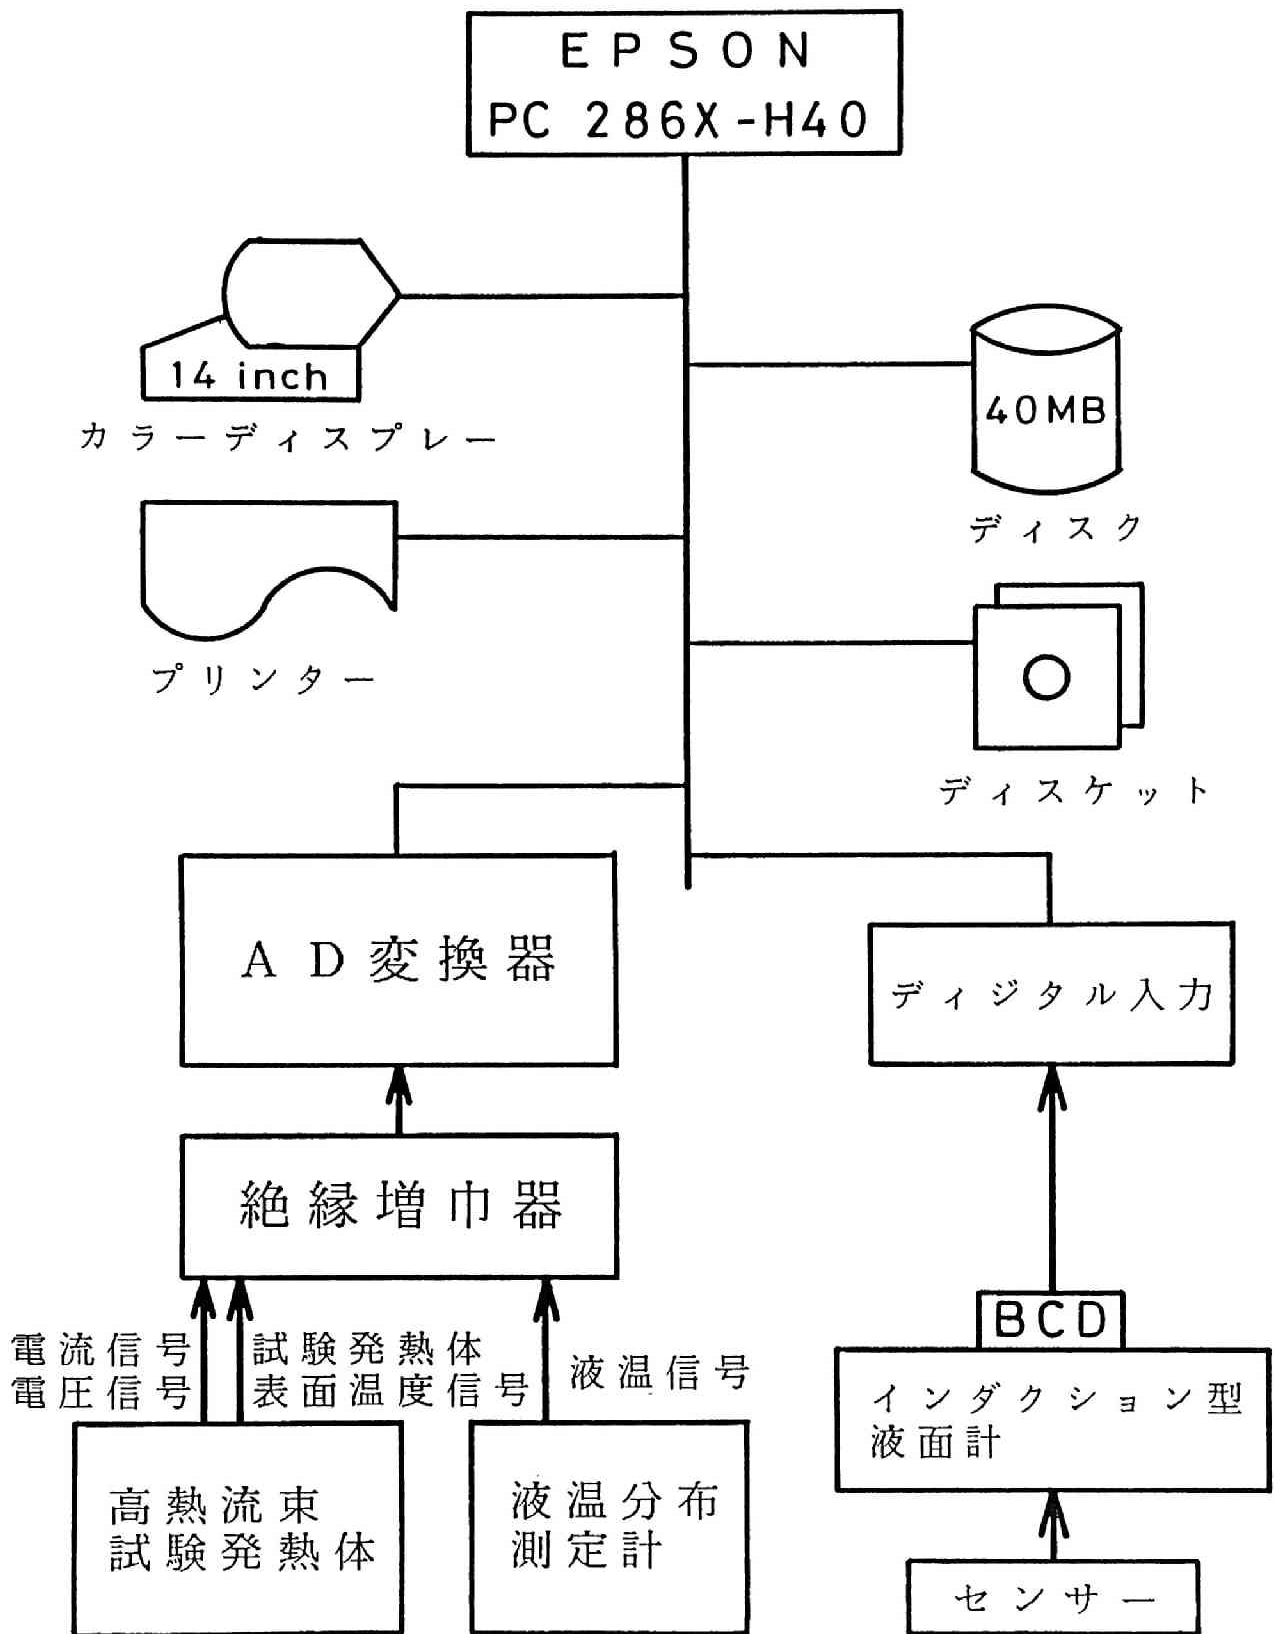 EPSON
PC 286X-H40
14 inch
カラーディスプレー
40MB
ディスク
プリンター
ディスケット
AD変換器
ディジタル入力
絶縁増巾器
電流信号
電圧信号
試験発熱体
表面温度信号
液温信号
BCD
インダクション型
液面計
高熱流束
試験発熱体
液温分布
測定計
センサー